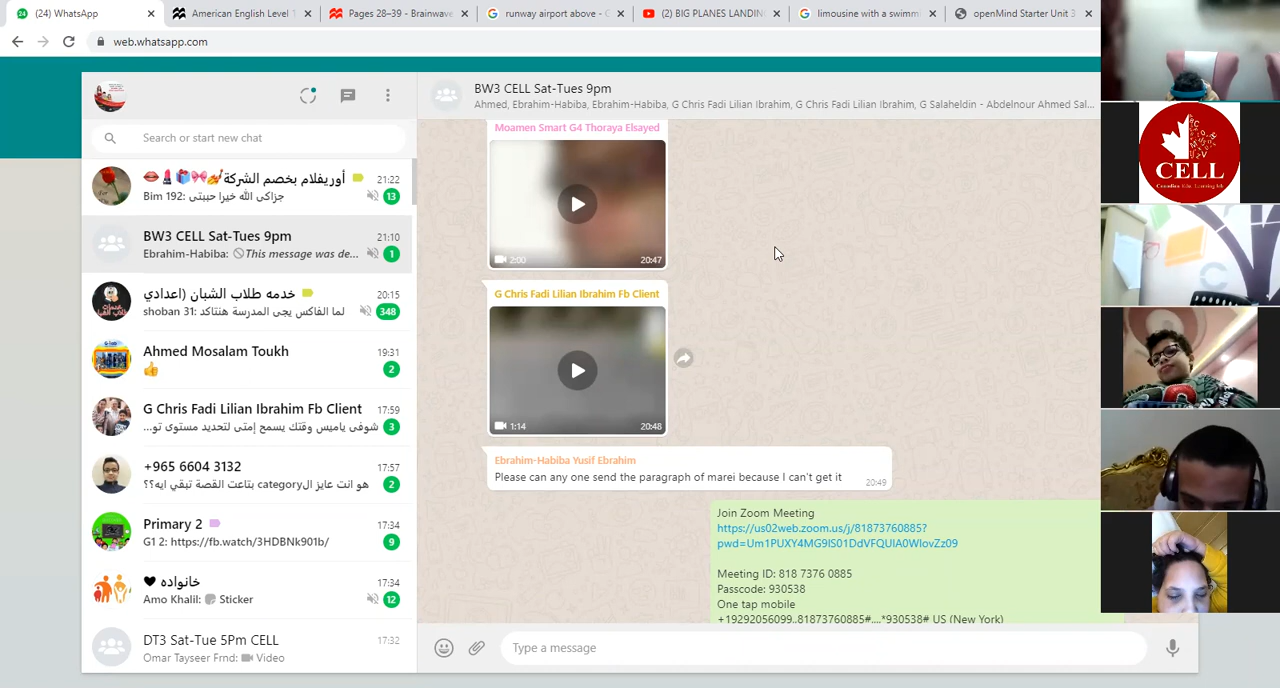 (24) WhatsApp
American English Level 1
Pages 28–39 - Brainwave
runway airport above - G
(2) BIG PLANES LANDIN
limousine with a swimm
openMind Starter Unit 3
web.whatsapp.com
Search or start new chat
أوريفلام بخصم الشركة
21:22
Bim 192: جزاكى الله خيرا حبيبتى
13
BW3 CELL Sat-Tues 9pm
21:10
Ebrahim-Habiba: This message was de...
1
خدمه طلاب الشبان (اعدادي
20:15
shoban 31: لما الفاكس يجى المدرسة هنتاكد
348
Ahmed Mosalam Toukh
19:31
2
G Chris Fadi Lilian Ibrahim Fb Client
17:59
شوفى ياميس وقتك يسمح إمتى لتحديد مستوى تو...
3
+965 6604 3132
17:57
هو انت عايز الcategory بتاعت القصة تبقي ايه؟؟
2
Primary 2
17:34
G1 2: https://fb.watch/3HDBNk901b/
9
خانواده
17:34
Amo Khalil: Sticker
12
DT3 Sat-Tue 5Pm CELL
17:32
Omar Tayseer Frnd: Video
BW3 CELL Sat-Tues 9pm
Ahmed, Ebrahim-Habiba, Ebrahim-Habiba, G Chris Fadi Lilian Ibrahim, G Chris Fadi Lilian Ibrahim, G Salaheldin - Abdelnour Ahmed Sal...
Moamen Smart G4 Thoraya Elsayed
2:00
20:47
G Chris Fadi Lilian Ibrahim Fb Client
1:14
20:48
Ebrahim-Habiba Yusif Ebrahim
Please can any one send the paragraph of marei because I can't get it
20:49
Join Zoom Meeting
https://us02web.zoom.us/j/81873760885?
pwd=Um1PUXY4MG9IS01DdVFQUlA0WlovZz09
Meeting ID: 818 7376 0885
Passcode: 930538
One tap mobile
+19292056099,,81873760885#,,,,*930538# US (New York)
Type a message
CELL